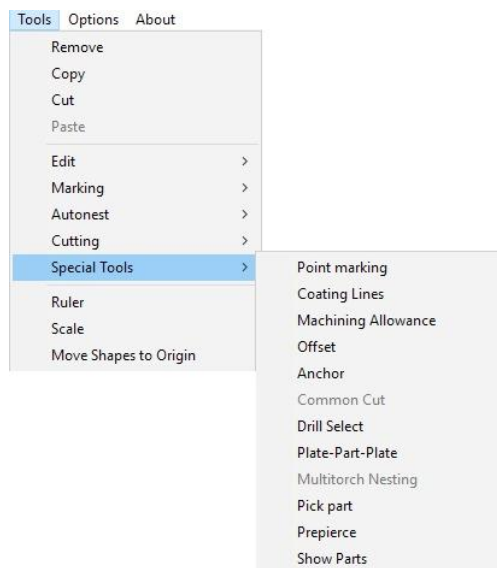 Tools Options About
Remove
Copy
Cut
Paste
Edit
Marking
Autonest
Cutting
Special Tools
Ruler
Scale
Move Shapes to Origin
Point marking
Coating Lines
Machining Allowance
Offset
Anchor
Common Cut
Drill Select
Plate-Part-Plate
Multitorch Nesting
Pick part
Prepierce
Show Parts